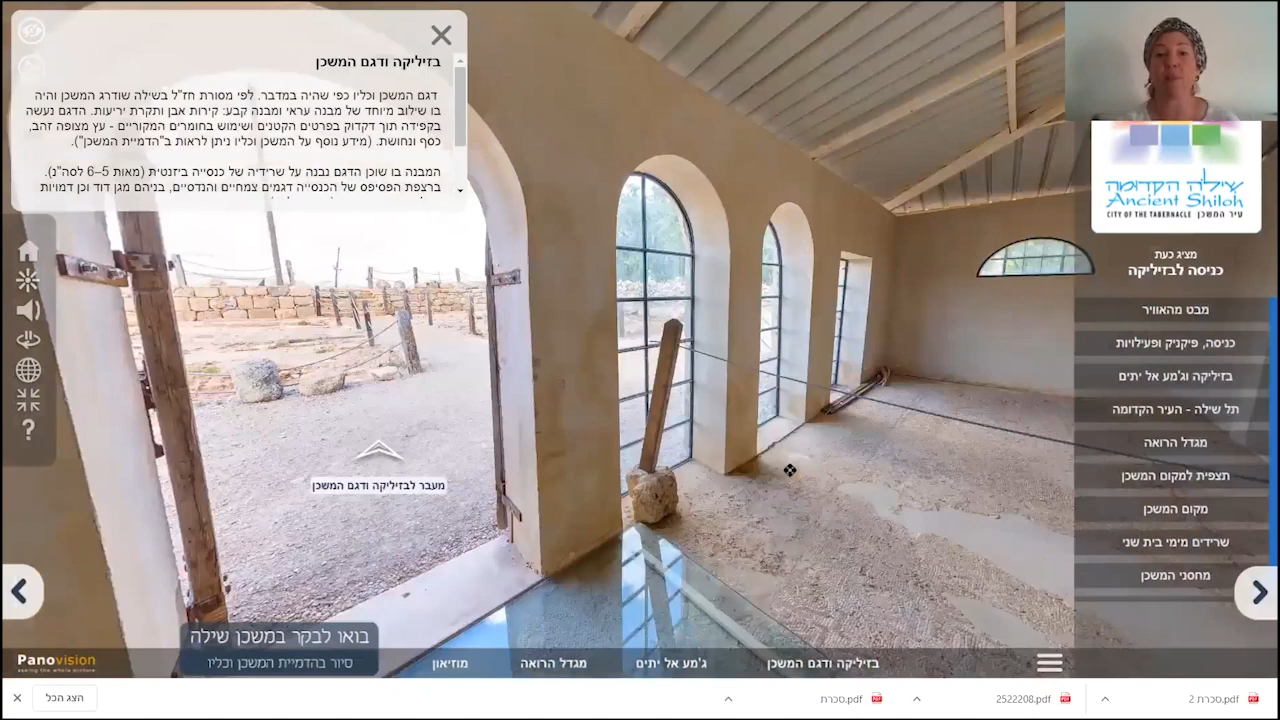 בזיליקה ודגם המשכן
דגם המשכן וכליו כפי שהיה במדבר. לפי מסורת חז"ל בשילה שודרג המשכן והיה
בו שילוב מיוחד של מבנה עראי ומבנה קבע: קירות אבן ותקרת יריעות. הדגם נעשה
בקפידה תוך דקדוק בפרטים הקטנים ושימוש בחומרים המקוריים - עץ מצופה זהב,
כסף ונחושת. (מידע נוסף על המשכן וכליו ניתן לראות ב"הדמיית המשכן").
המבנה בו שוכן הדגם נבנה על שרידיה של כנסייה ביזנטית (מאות 5–6 לסה"נ).
ברצפת הפסיפס של הכנסייה דגמים צמחיים והנדסיים, בניהם מגן דוד וכן דמויות
שילה הקדומה
Ancient Shiloh
CITY OF THE TABERNACLE עיר המשכן
מציג כעת
כניסה לבזיליקה
מבט מהאוויר
כניסה, פיקניק ופעילויות
בזיליקה וג'מע אל יתים
תל שילה - העיר הקדומה
מגדל הרואה
תצפית למקום המשכן
מקום המשכן
שרידים מימי בית שני
מחסני המשכן
מעבר לבזיליקה ודגם המשכן
?
בואו לבקר במשכן שילה
סיור בהדמיית המשכן וכליו
בזיליקה ודגם המשכן
ג'מע אל יתים
מגדל הרואה
מוזיאון
Panovision
seeing the whole picture
סכרת 2.pdf
2522208.pdf
סכרת.pdf
הצג הכל